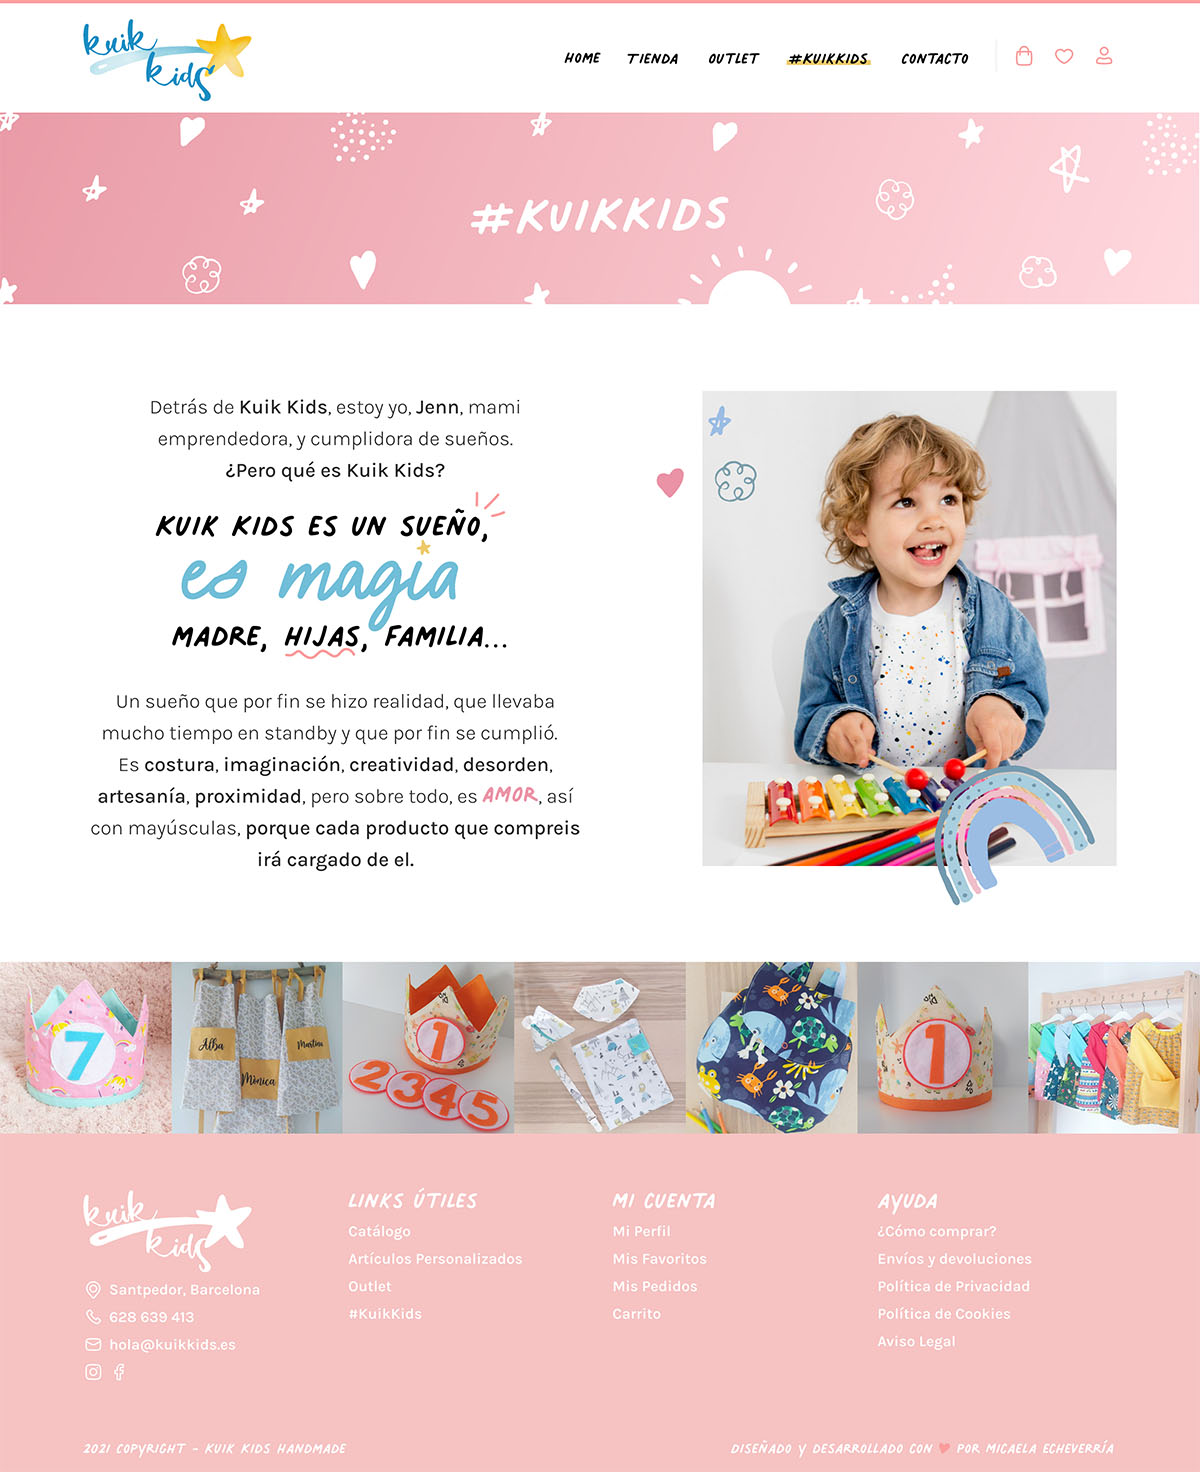 kuik kids
HOME TIENDA OUTLET #KUIKKIDS CONTACTO
#KUIKKIDS
Detrás de Kuik Kids, estoy yo, Jenn, mami
emprendedora, y cumplidora de sueños.
¿Pero qué es Kuik Kids?
KUIK KIDS ES UN SUEÑO,
es magia
MADRE, HIJAS, FAMILIA...
Un sueño que por fin se hizo realidad, que llevaba
mucho tiempo en standby y que por fin se cumplió.
Es costura, imaginación, creatividad, desorden,
artesanía, proximidad, pero sobre todo, es AMOR, así
con mayúsculas, porque cada producto que compreis
irá cargado de el.
7
Alba
Mònica
Martina
1
2 3 4 5
1
kuik kids
Santpedor, Barcelona
628 639 413
hola@kuikkids.es
LINKS ÚTILES
Catálogo
Artículos Personalizados
Outlet
#KuikKids
MI CUENTA
Mi Perfil
Mis Favoritos
Mis Pedidos
Carrito
AYUDA
¿Cómo comprar?
Envíos y devoluciones
Política de Privacidad
Política de Cookies
Aviso Legal
2021 COPYRIGHT - KUIK KIDS HANDMADE
DISEÑADO Y DESARROLLADO CON POR MICAELA ECHEVERRÍA